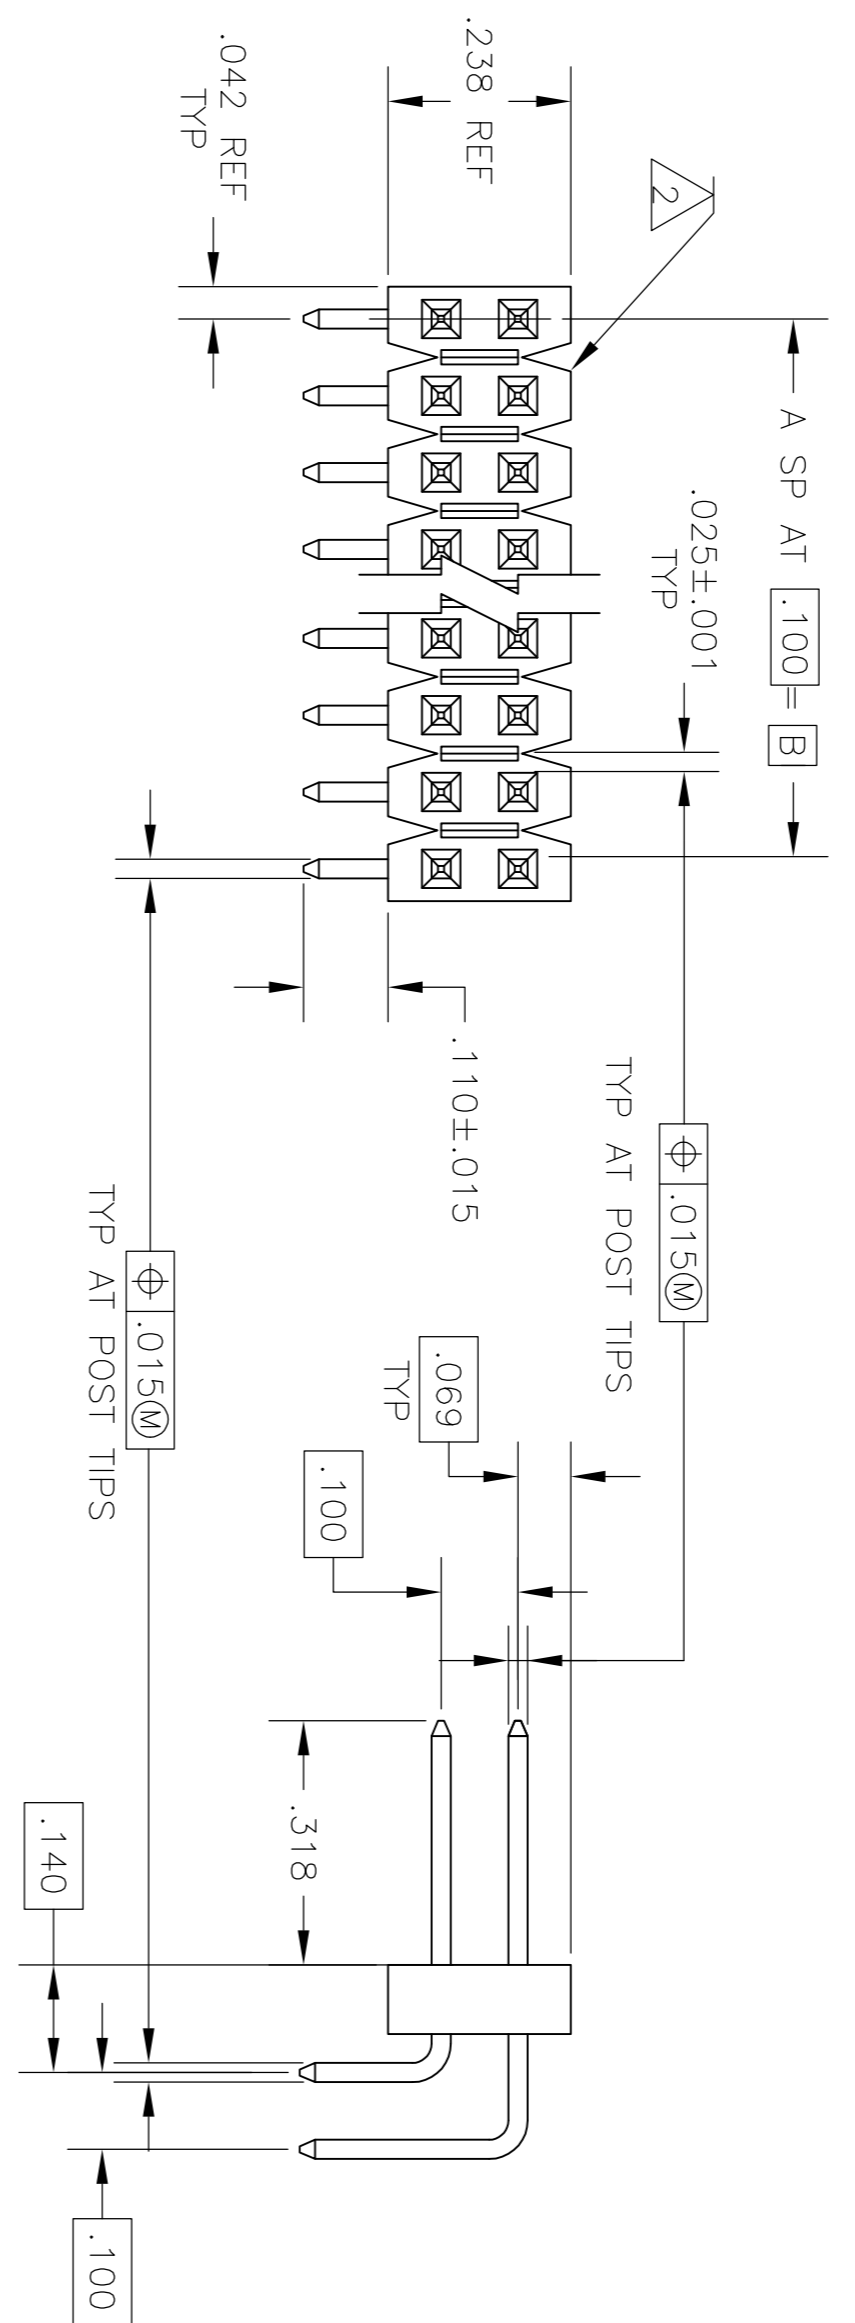 A SP AT .100 = B
.025±.001
TYP
2
.238 REF
.042 REF
TYP
.110±.015
⌖ .015Ⓜ
TYP AT POST TIPS
⌖ .015Ⓜ
TYP AT POST TIPS
.069
TYP
.100
.318
.140
.100